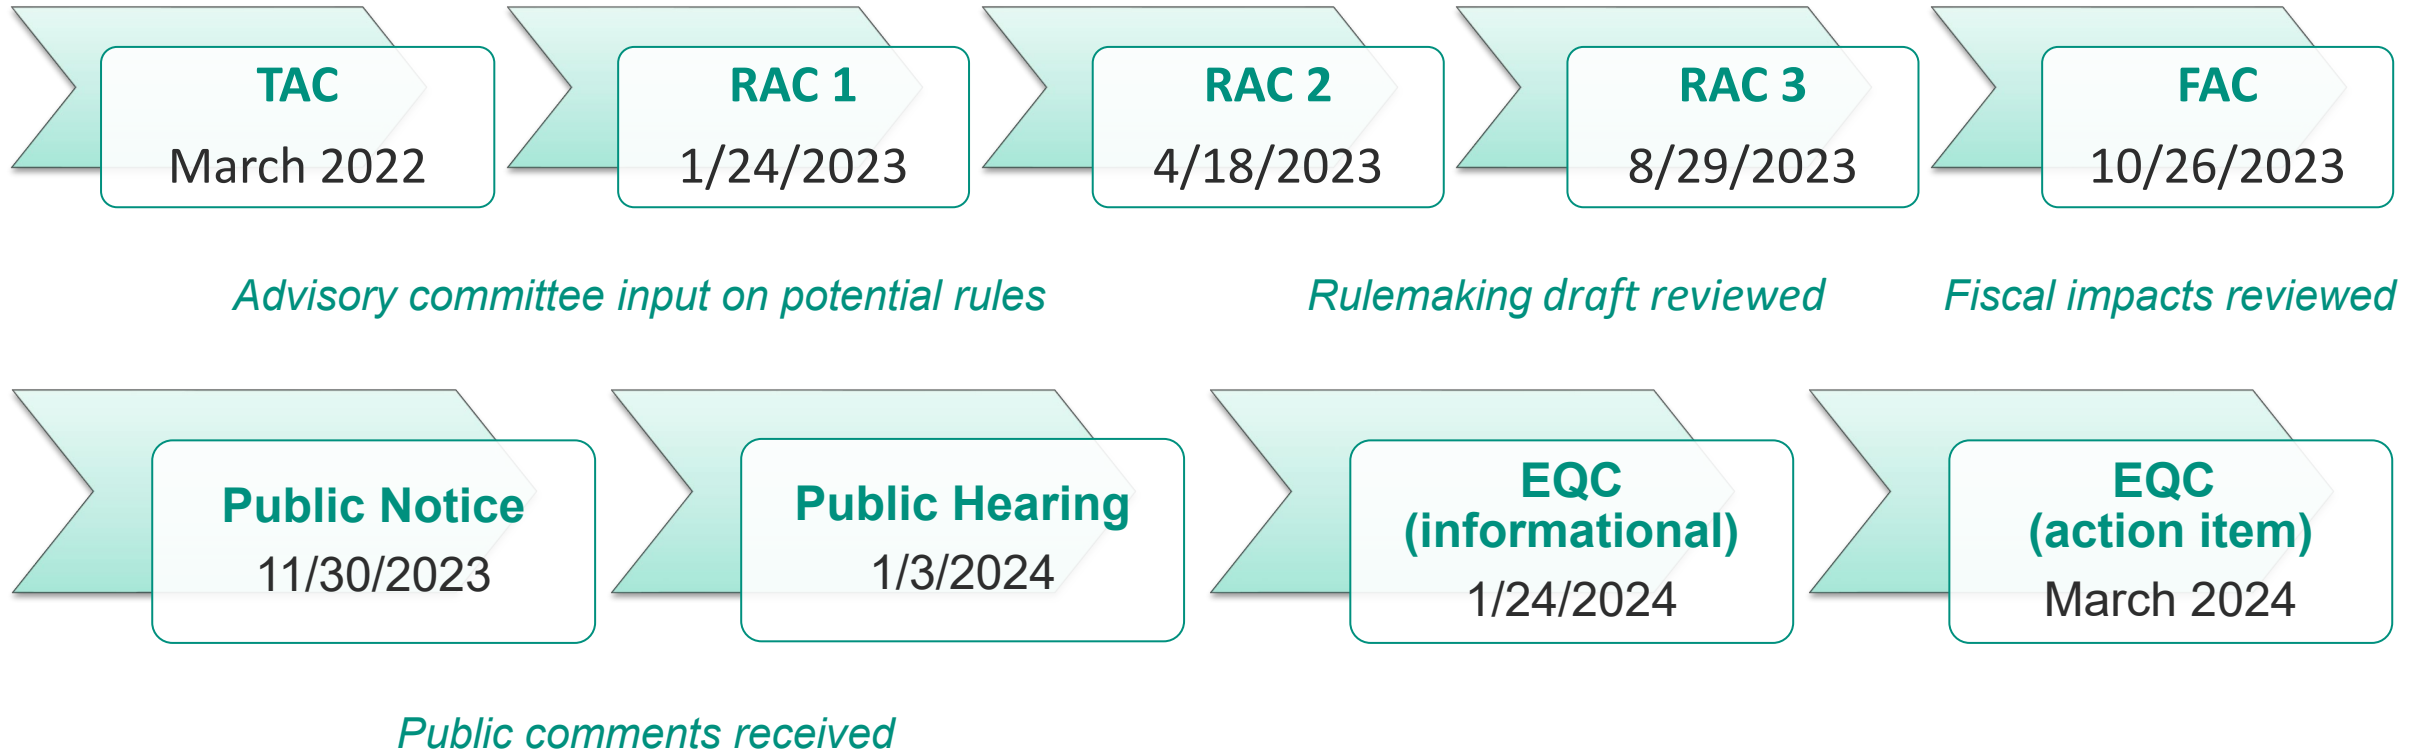 TAC
March 2022
RAC 1
1/24/2023
RAC 2
4/18/2023
RAC 3
8/29/2023
FAC
10/26/2023
Advisory committee input on potential rules
Rulemaking draft reviewed
Fiscal impacts reviewed
Public Notice
11/30/2023
Public Hearing
1/3/2024
EQC
(informational)
1/24/2024
EQC
(action item)
March 2024
Public comments received